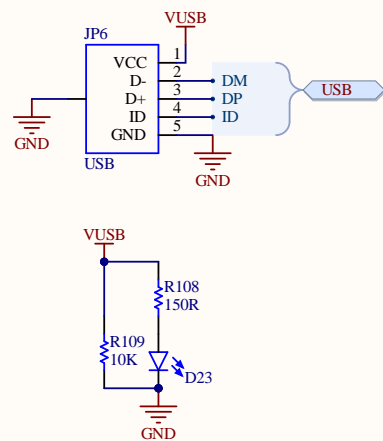 VUSB
JP6
VCC 1
D- 2 DM
D+ 3 DP USB
ID 4 ID
GND 5
GND
USB
GND
VUSB
R108
150R
R109
10K
D23
GND